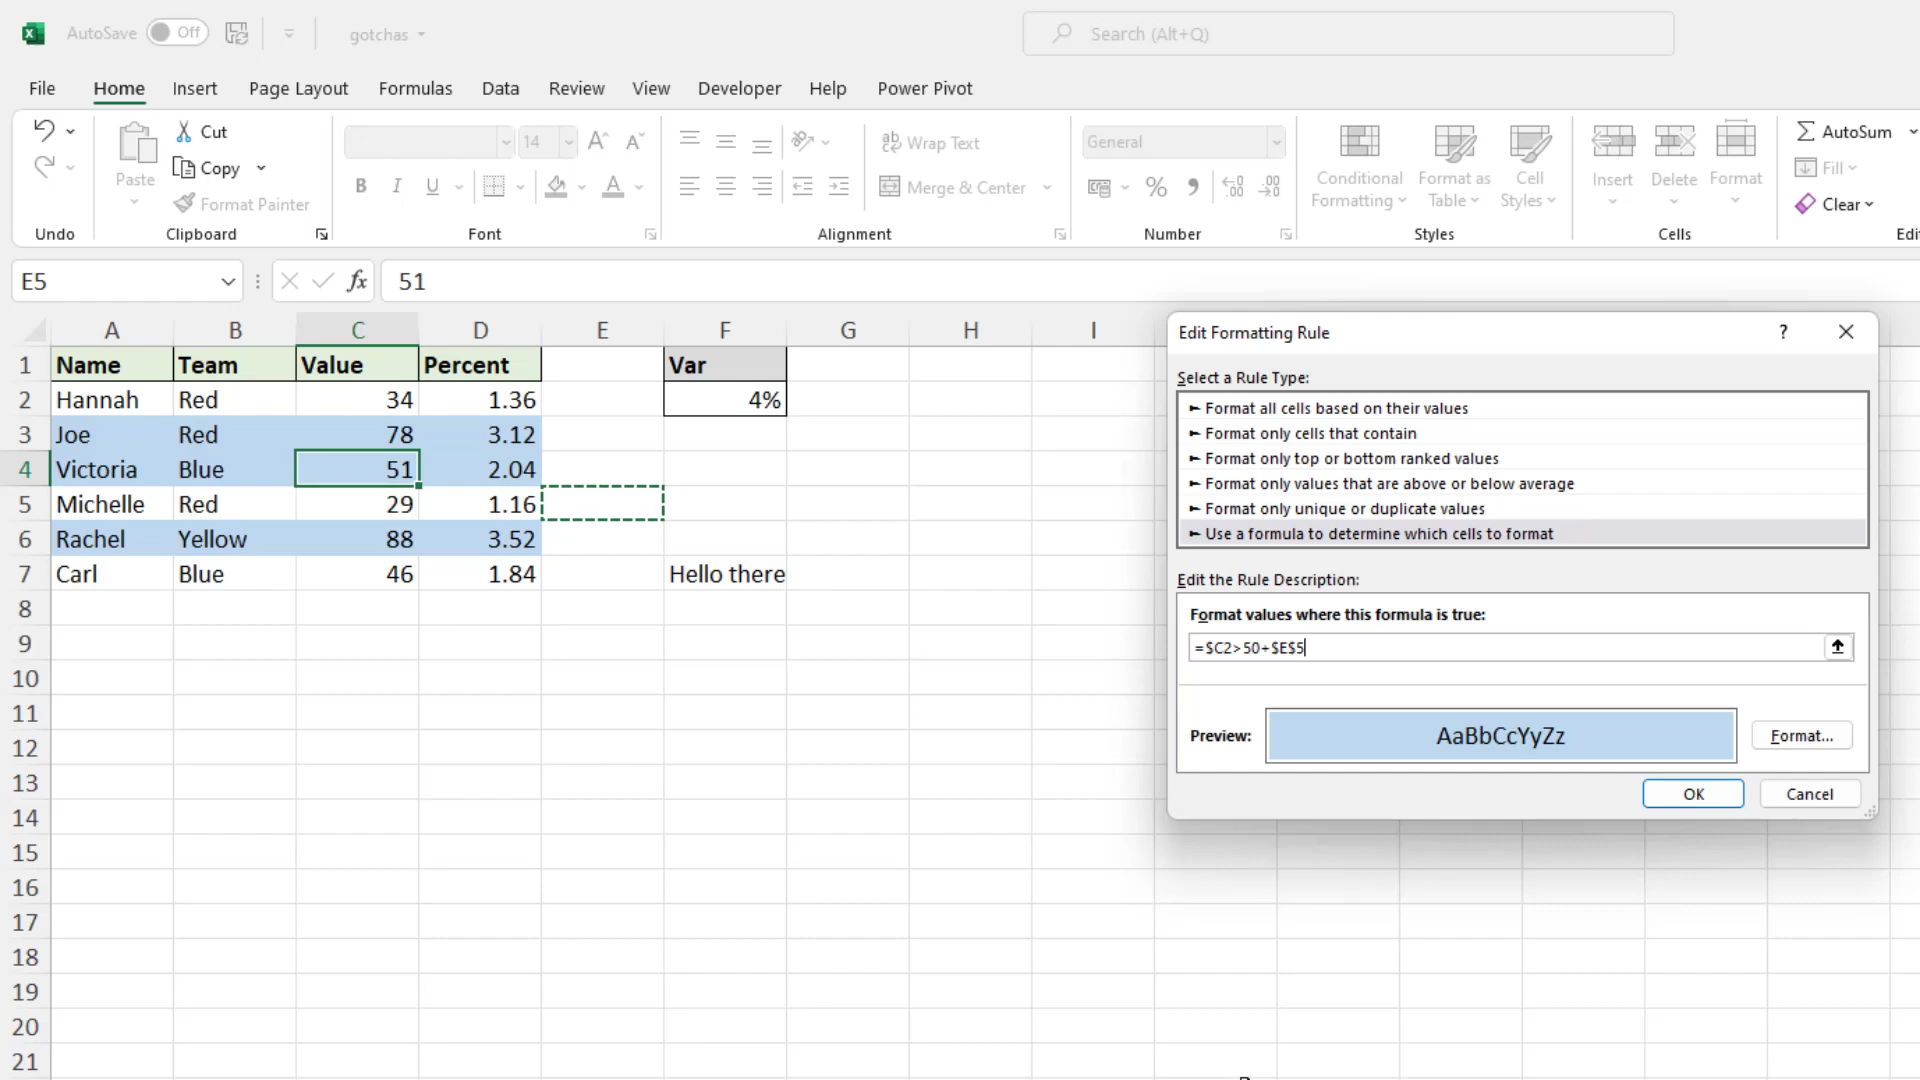 AutoSave Off gotchas Search (Alt+Q)
File Home Insert Page Layout Formulas Data Review View Developer Help Power Pivot
Cut
Copy
Format Painter
Paste
Undo Clipboard
14
B I U
Font
Wrap Text
Merge & Center
Alignment
General
Number
Conditional Formatting
Format as Table
Cell Styles
Styles
Insert Delete Format
Cells
AutoSum
Fill
Clear
E5 fx 51
A B C D E F G H I
1 Name Team Value Percent Var
2 Hannah Red 34 1.36 4%
3 Joe Red 78 3.12
4 Victoria Blue 51 2.04
5 Michelle Red 29 1.16
6 Rachel Yellow 88 3.52
7 Carl Blue 46 1.84 Hello there
8
9
10
11
12
13
14
15
16
17
18
19
20
21
Edit Formatting Rule ?
Select a Rule Type:
► Format all cells based on their values
► Format only cells that contain
► Format only top or bottom ranked values
► Format only values that are above or below average
► Format only unique or duplicate values
► Use a formula to determine which cells to format
Edit the Rule Description:
Format values where this formula is true:
=$C2>50+$E$5
Preview: AaBbCcYyZz Format...
OK Cancel